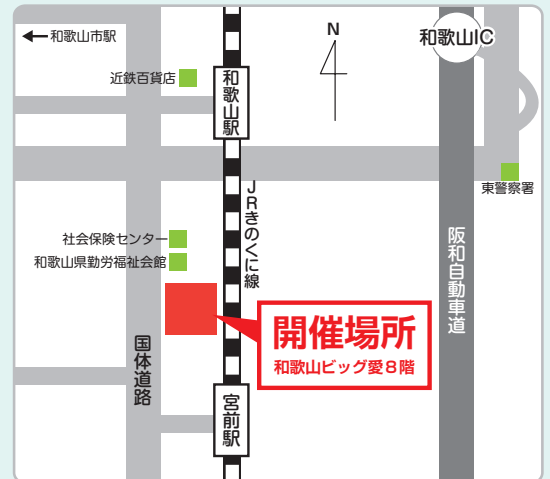 ←和歌山市駅
N
和歌山IC
近鉄百貨店
和歌山駅
東警察署
JRきのくに線
社会保険センター
和歌山県勤労福祉会館
阪和自動車道
開催場所
和歌山ビッグ愛8階
国体道路
宮前駅